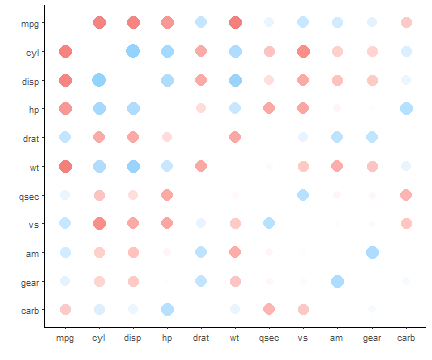 mpg
cyl
disp
hp
drat
wt
qsec
vs
am
gear
carb
mpg cyl disp hp drat wt qsec vs am gear carb